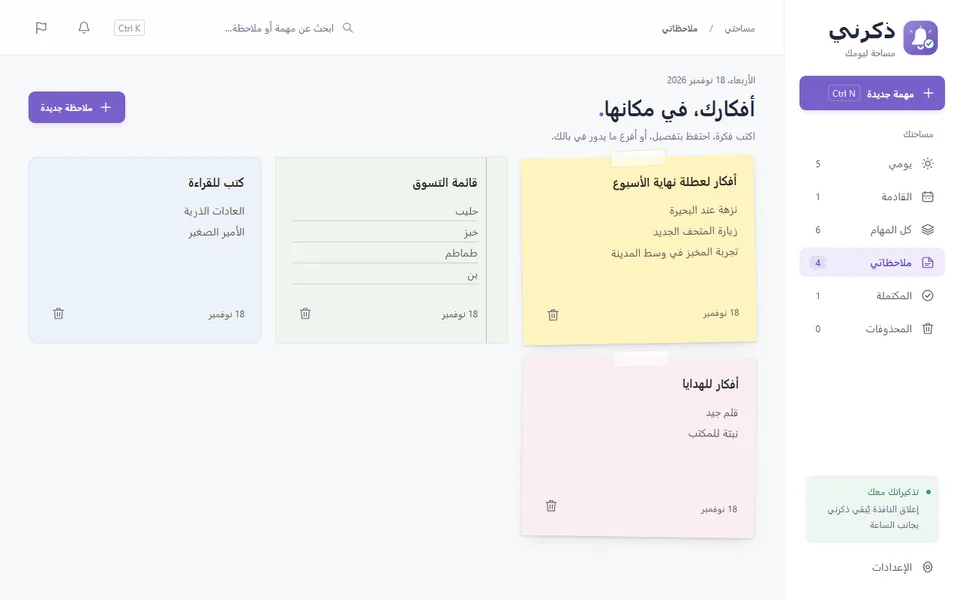 ذكرني
مساحة ليومك
مهمة جديدة Ctrl N
مساحتك
يومي 5
القادمة 1
كل المهام 6
ملاحظاتي 4
المكتملة 1
المحذوفات 0
تذكيراتك معك
إغلاق النافذة يُبقي ذكرني
بجانب الساعة
الإعدادات
مساحتي / ملاحظاتي
ابحث عن مهمة أو ملاحظة...
Ctrl K
الأربعاء، 18 نوفمبر 2026
أفكارك، في مكانها.
اكتب فكرة، احتفظ بتفصيل، أو أفرغ ما يدور في بالك.
ملاحظة جديدة
أفكار لعطلة نهاية الأسبوع
نزهة عند البحيرة
زيارة المتحف الجديد
تجربة المخبز في وسط المدينة
18 نوفمبر
قائمة التسوق
حليب
خبز
طماطم
بن
18 نوفمبر
كتب للقراءة
العادات الذرية
الأمير الصغير
18 نوفمبر
أفكار للهدايا
قلم جيد
نبتة للمكتب
18 نوفمبر